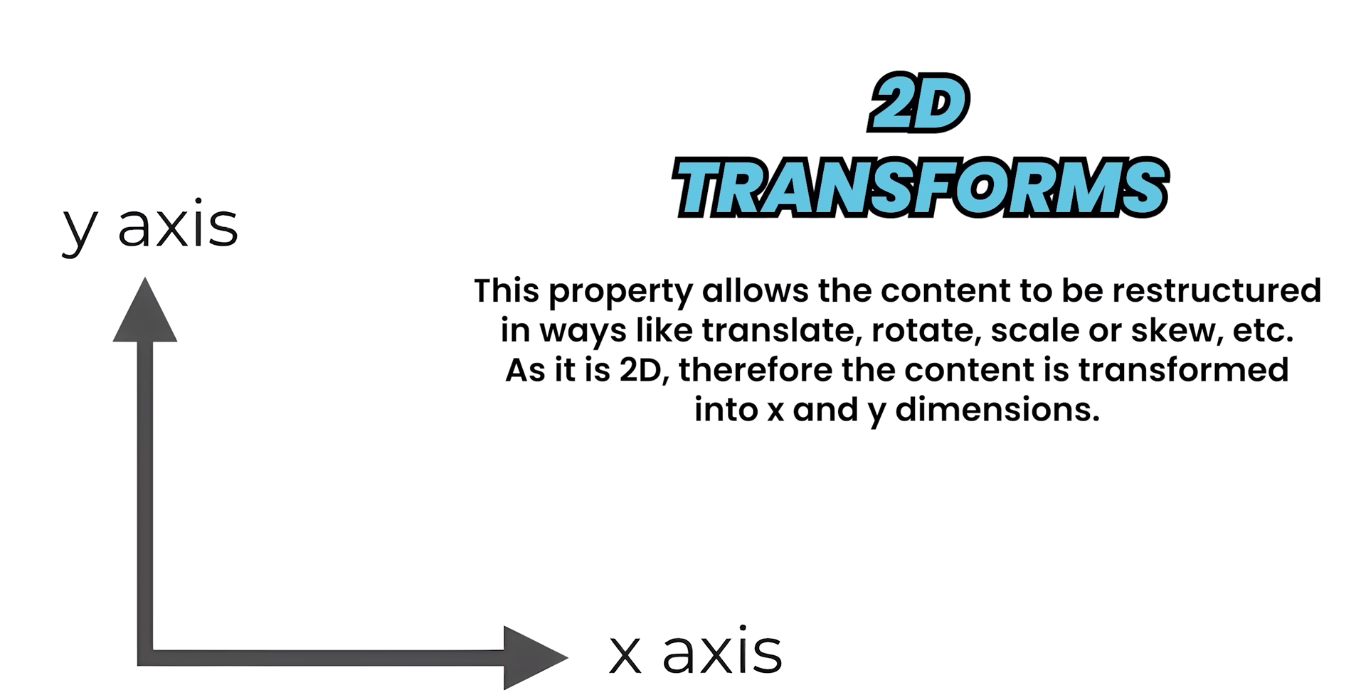 2D
TRANSFORMS
y axis
This property allows the content to be restructured
in ways like translate, rotate, scale or skew, etc.
As it is 2D, therefore the content is transformed
into x and y dimensions.
x axis